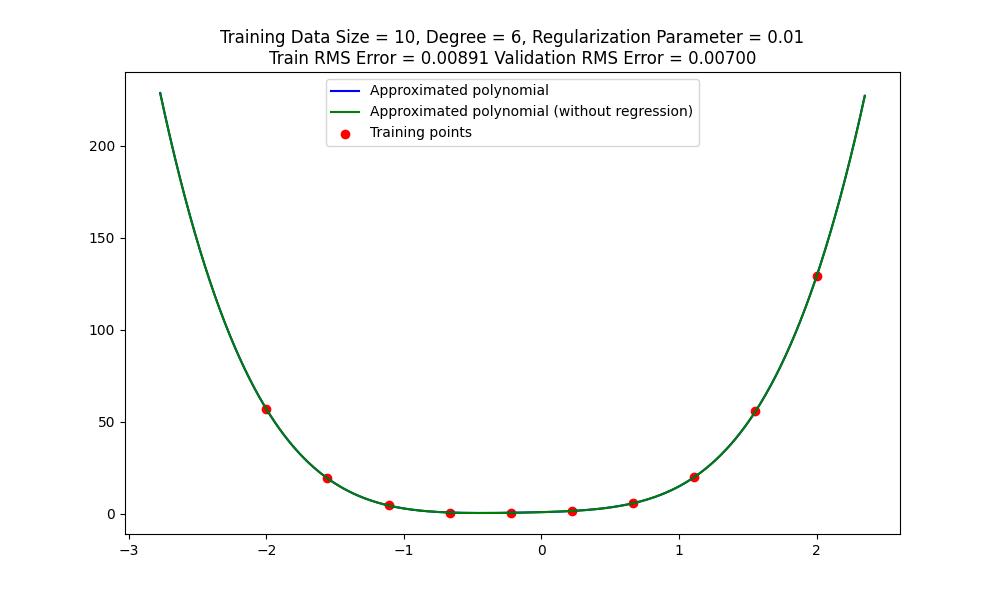 Training Data Size = 10, Degree = 6, Regularization Parameter = 0.01
Train RMS Error = 0.00891 Validation RMS Error = 0.00700
Approximated polynomial
Approximated polynomial (without regression)
Training points
200
150
100
50
0
−3
−2
−1
0
1
2